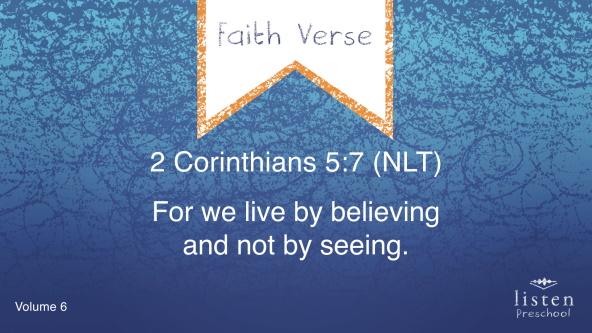 Faith Verse
2 Corinthians 5:7 (NLT)
For we live by believing
and not by seeing.
Volume 6
listen
Preschool